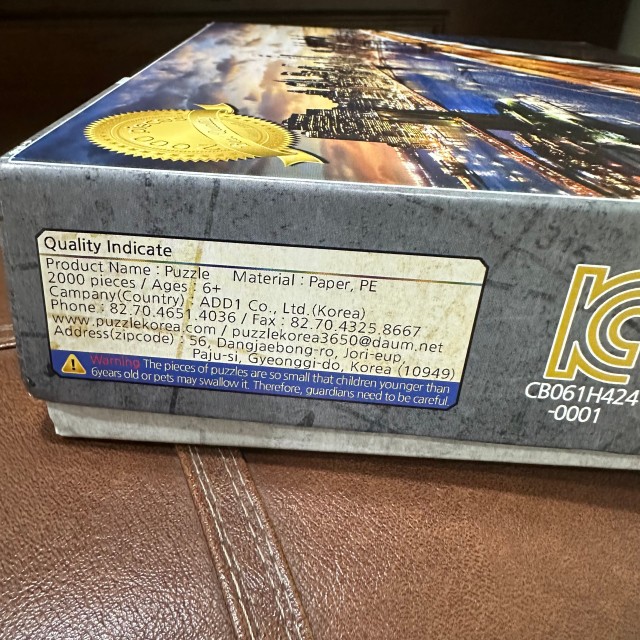 Quality Indicate
Product Name : Puzzle Material : Paper, PE
2000 pieces / Ages : 6+
Campany(Country) : ADD1 Co., Ltd.(Korea)
Phone : 82.70.4651.4036 / Fax : 82.70.4325.8667
www.puzzlekorea.com / puzzlekorea3650@daum.net
Address(zipcode) : 56, Dangjaebong-ro, Jori-eup,
Paju-si, Gyeonggi-do, Korea (10949)
Warning The pieces of puzzles are so small that children younger than
6years old or pets may swallow it. Therefore, guardians need to be careful
CB061H424
-0001